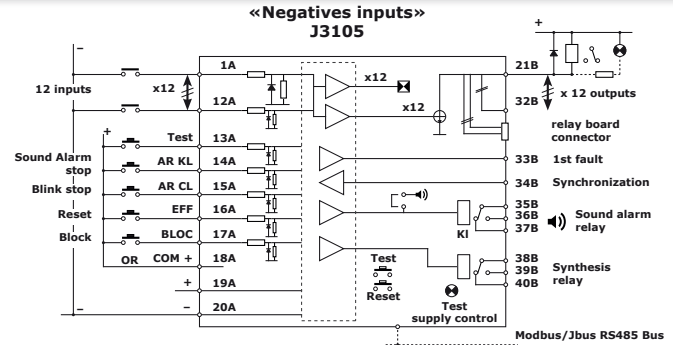 «Negatives inputs»
J3105
–
12 inputs
x12
1A
12A
+
Test 13A
Sound Alarm stop
AR KL 14A
Blink stop AR CL 15A
Reset EFF 16A
Block BLOC 17A
OR COM + 18A
+ 19A
– 20A
–
x12
x12
KI
Test
Reset
Test
supply control
+
21B
32B
x 12 outputs
relay board
connector
33B 1st fault
34B Synchronization
35B
36B
37B
Sound alarm
relay
38B
39B
40B
Synthesis
relay
Modbus/Jbus RS485 Bus